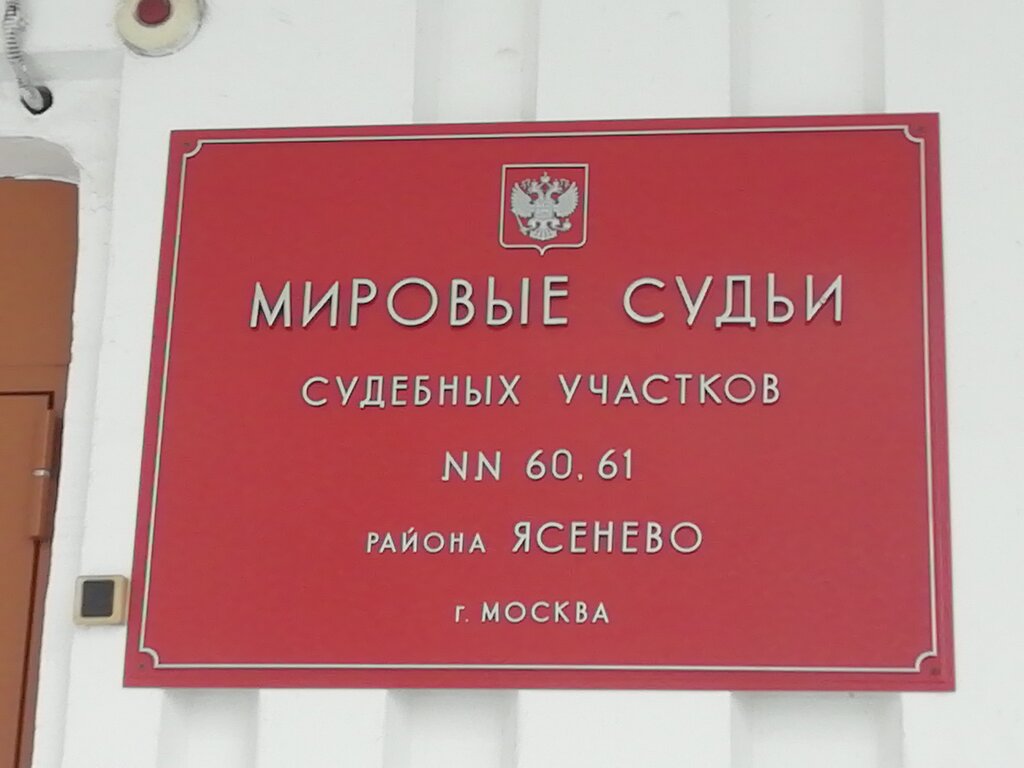 МИРОВЫЕ СУДЬИ
СУДЕБНЫХ УЧАСТКОВ
NN 60, 61
РАЙОНА ЯСЕНЕВО
г. МОСКВА